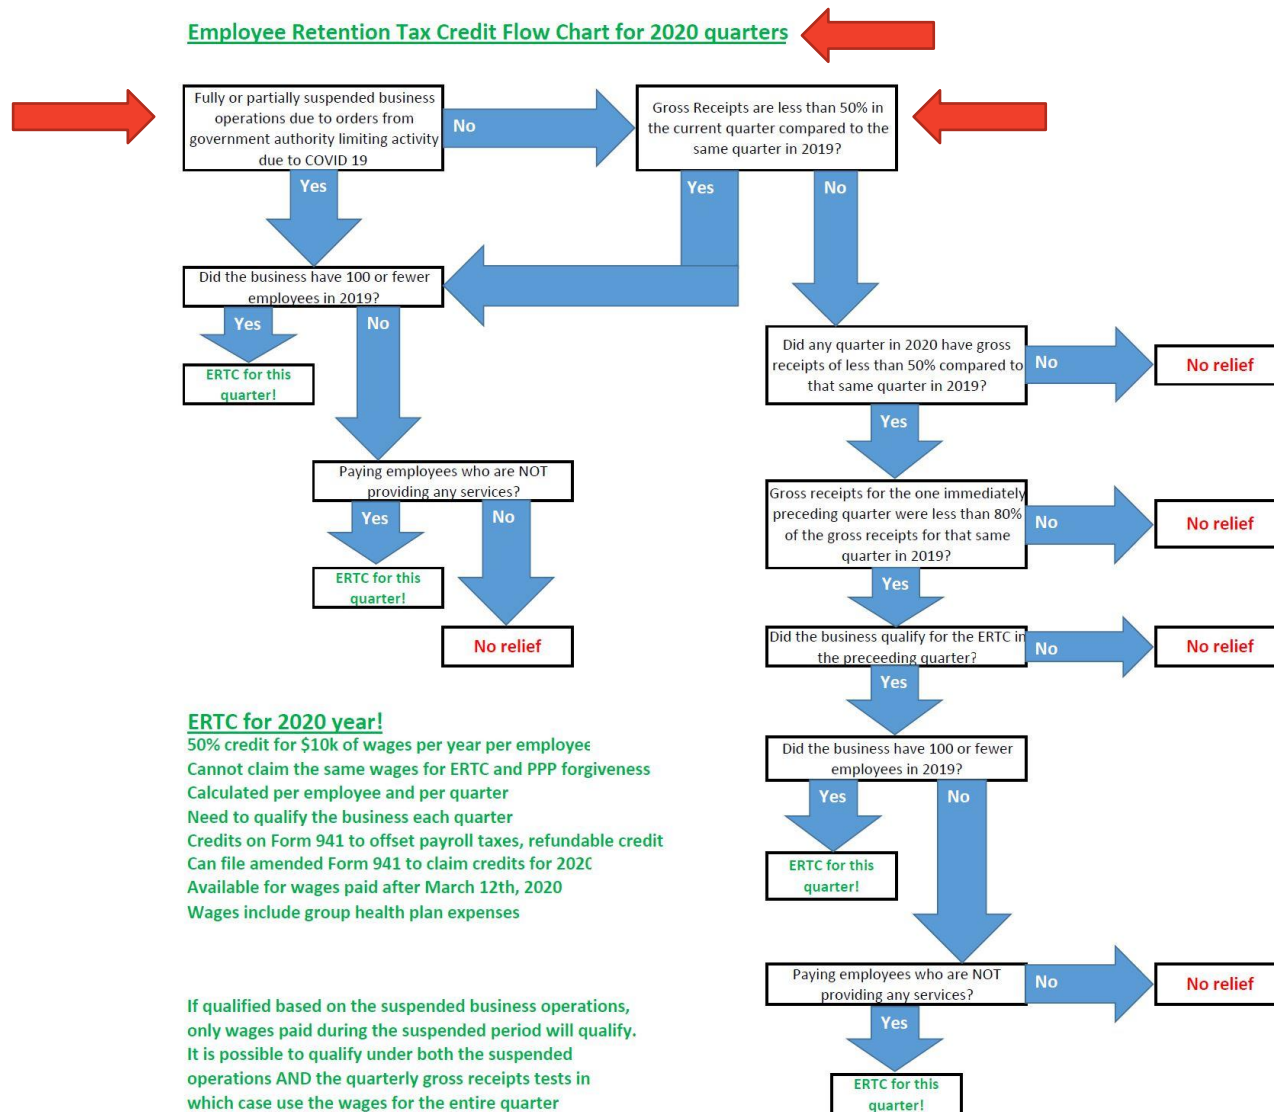 Employee Retention Tax Credit Flow Chart for 2020 quarters
Fully or partially suspended business
operations due to orders from
government authority limiting activity
due to COVID 19
No
Gross Receipts are less than 50% in
the current quarter compared to the
same quarter in 2019?
Yes
Yes
No
Did the business have 100 or fewer
employees in 2019?
Yes
No
ERTC for this
quarter!
Did any quarter in 2020 have gross
receipts of less than 50% compared to
that same quarter in 2019?
No
No relief
Yes
Paying employees who are NOT
providing any services?
Yes
No
ERTC for this
quarter!
No relief
Gross receipts for the one immediately
preceding quarter were less than 80%
of the gross receipts for that same
quarter in 2019?
No
No relief
Yes
Did the business qualify for the ERTC in
the preceeding quarter?
No
No relief
Yes
Did the business have 100 or fewer
employees in 2019?
Yes
No
ERTC for this
quarter!
Paying employees who are NOT
providing any services?
No
No relief
Yes
ERTC for this
quarter!
ERTC for 2020 year!
50% credit for $10k of wages per year per employee
Cannot claim the same wages for ERTC and PPP forgiveness
Calculated per employee and per quarter
Need to qualify the business each quarter
Credits on Form 941 to offset payroll taxes, refundable credit
Can file amended Form 941 to claim credits for 2020
Available for wages paid after March 12th, 2020
Wages include group health plan expenses
If qualified based on the suspended business operations,
only wages paid during the suspended period will qualify.
It is possible to qualify under both the suspended
operations AND the quarterly gross receipts tests in
which case use the wages for the entire quarter